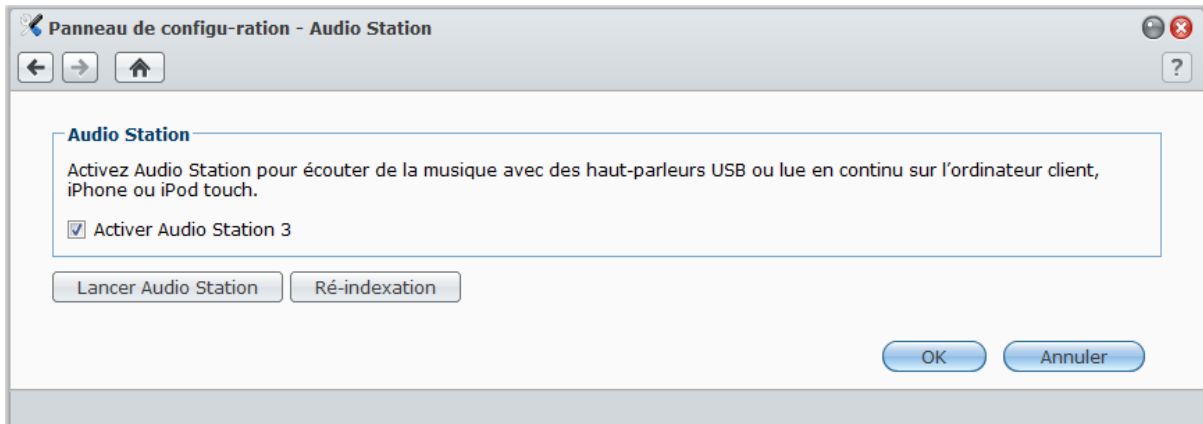 Panneau de configu-ration - Audio Station
?
Audio Station
Activez Audio Station pour écouter de la musique avec des haut-parleurs USB ou lue en continu sur l'ordinateur client,
iPhone ou iPod touch.
Activer Audio Station 3
Lancer Audio Station Ré-indexation
OK Annuler